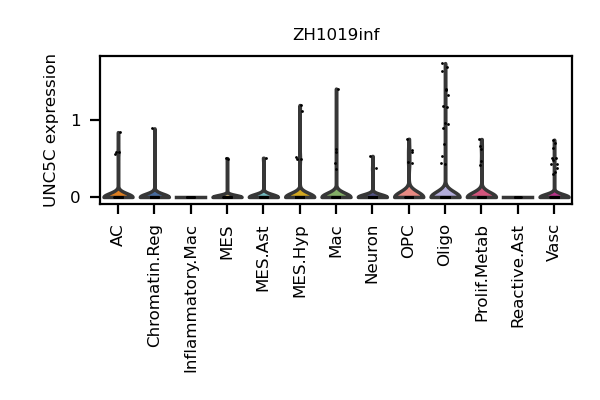 ZH1019inf
UNC5C expression
1
0
AC
Chromatin.Reg
Inflammatory.Mac
MES
MES.Ast
MES.Hyp
Mac
Neuron
OPC
Oligo
Prolif.Metab
Reactive.Ast
Vasc